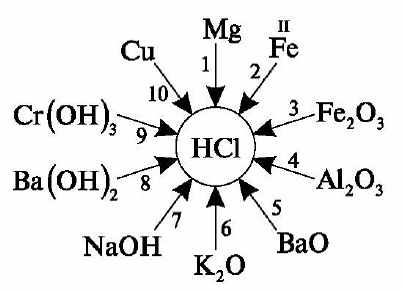 Mg
II
Fe
Cu
1
2
10
Cr(OH)₃
9
3
Fe₂O₃
HCl
Ba(OH)₂
8
4
Al₂O₃
7
6
5
NaOH
K₂O
BaO